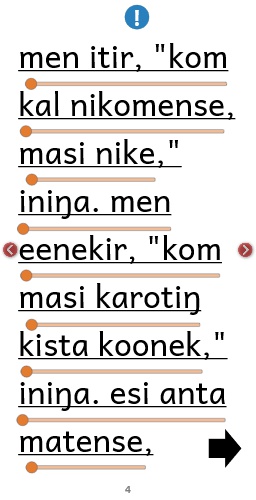 men itir, "kom
kal nikomense,
masi nike,"
iniŋa. men
eenekir, "kom
masi karotiŋ
kista koonek,"
iniŋa. esi anta
matense,
4